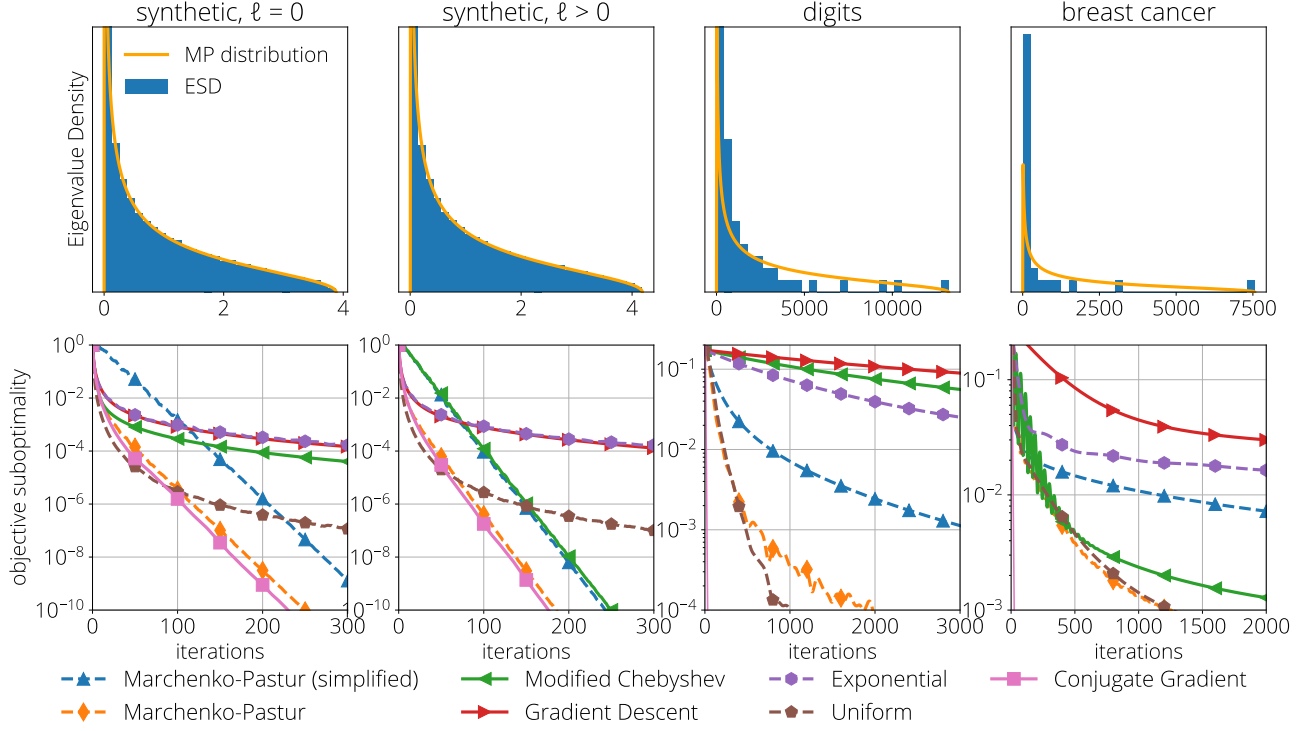 synthetic, ℓ = 0
synthetic, ℓ > 0
digits
breast cancer
Eigenvalue Density
MP distribution
ESD
0 2 4
0 2 4
0 5000 10000
0 2500 5000 7500
objective suboptimality
10⁰
10⁻²
10⁻⁴
10⁻⁶
10⁻⁸
10⁻¹⁰
0 100 200 300
iterations
10⁰
10⁻²
10⁻⁴
10⁻⁶
10⁻⁸
10⁻¹⁰
0 100 200 300
iterations
10⁻¹
10⁻²
10⁻³
10⁻⁴
0 1000 2000 3000
iterations
10⁻¹
10⁻²
10⁻³
0 500 1000 1500 2000
iterations
Marchenko-Pastur (simplified)
Modified Chebyshev
Exponential
Conjugate Gradient
Marchenko-Pastur
Gradient Descent
Uniform